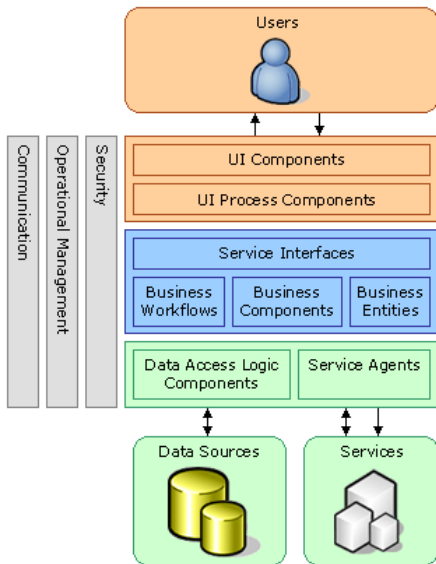 Users
Communication
Operational Management
Security
UI Components
UI Process Components
Service Interfaces
Business
Workflows
Business
Components
Business
Entities
Data Access Logic
Components
Service Agents
Data Sources
Services